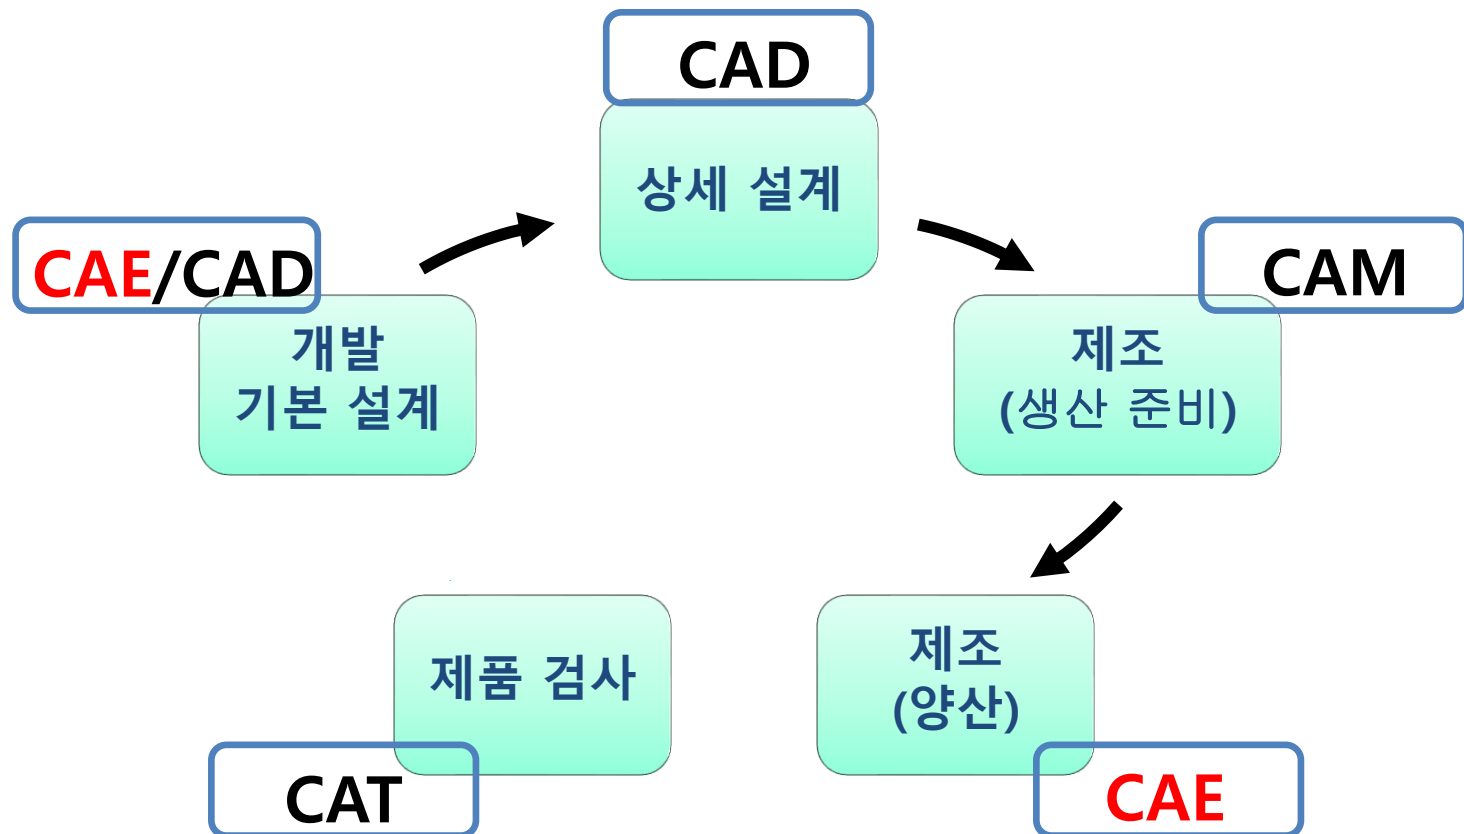 CAD
상세 설계
CAE/CAD
개발
기본 설계
CAM
제조
(생산 준비)
제품 검사
CAT
제조
(양산)
CAE